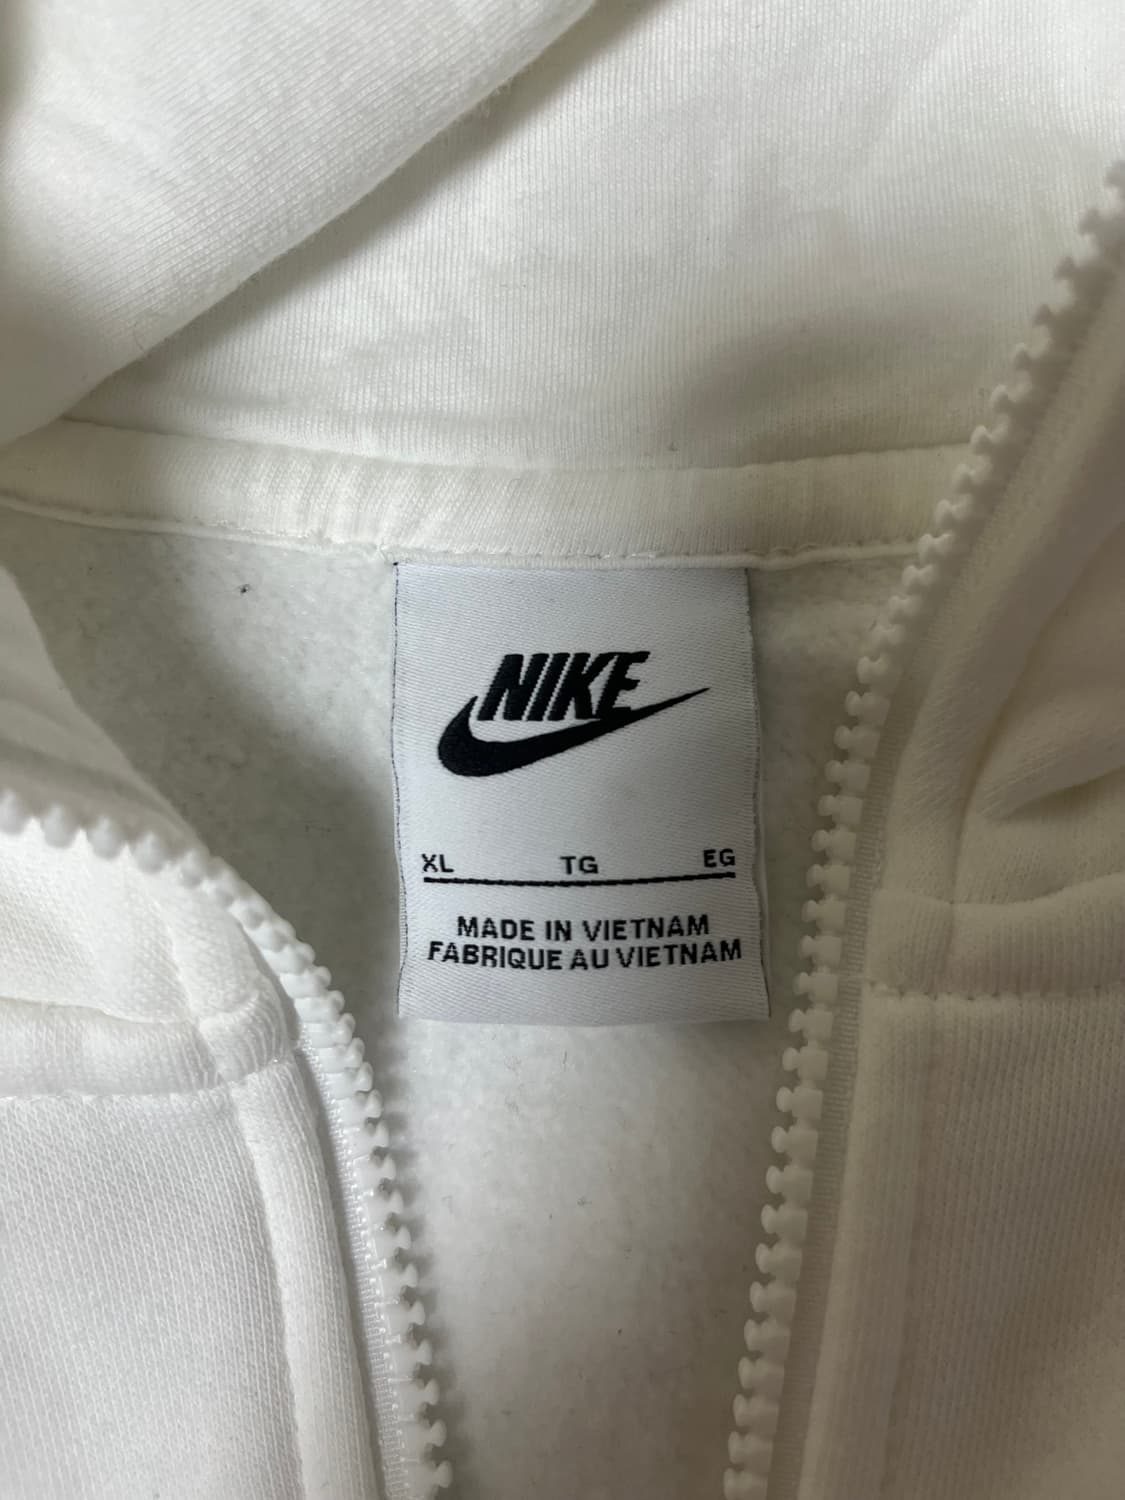 NIKE
XL TG EG
MADE IN VIETNAM
FABRIQUE AU VIETNAM